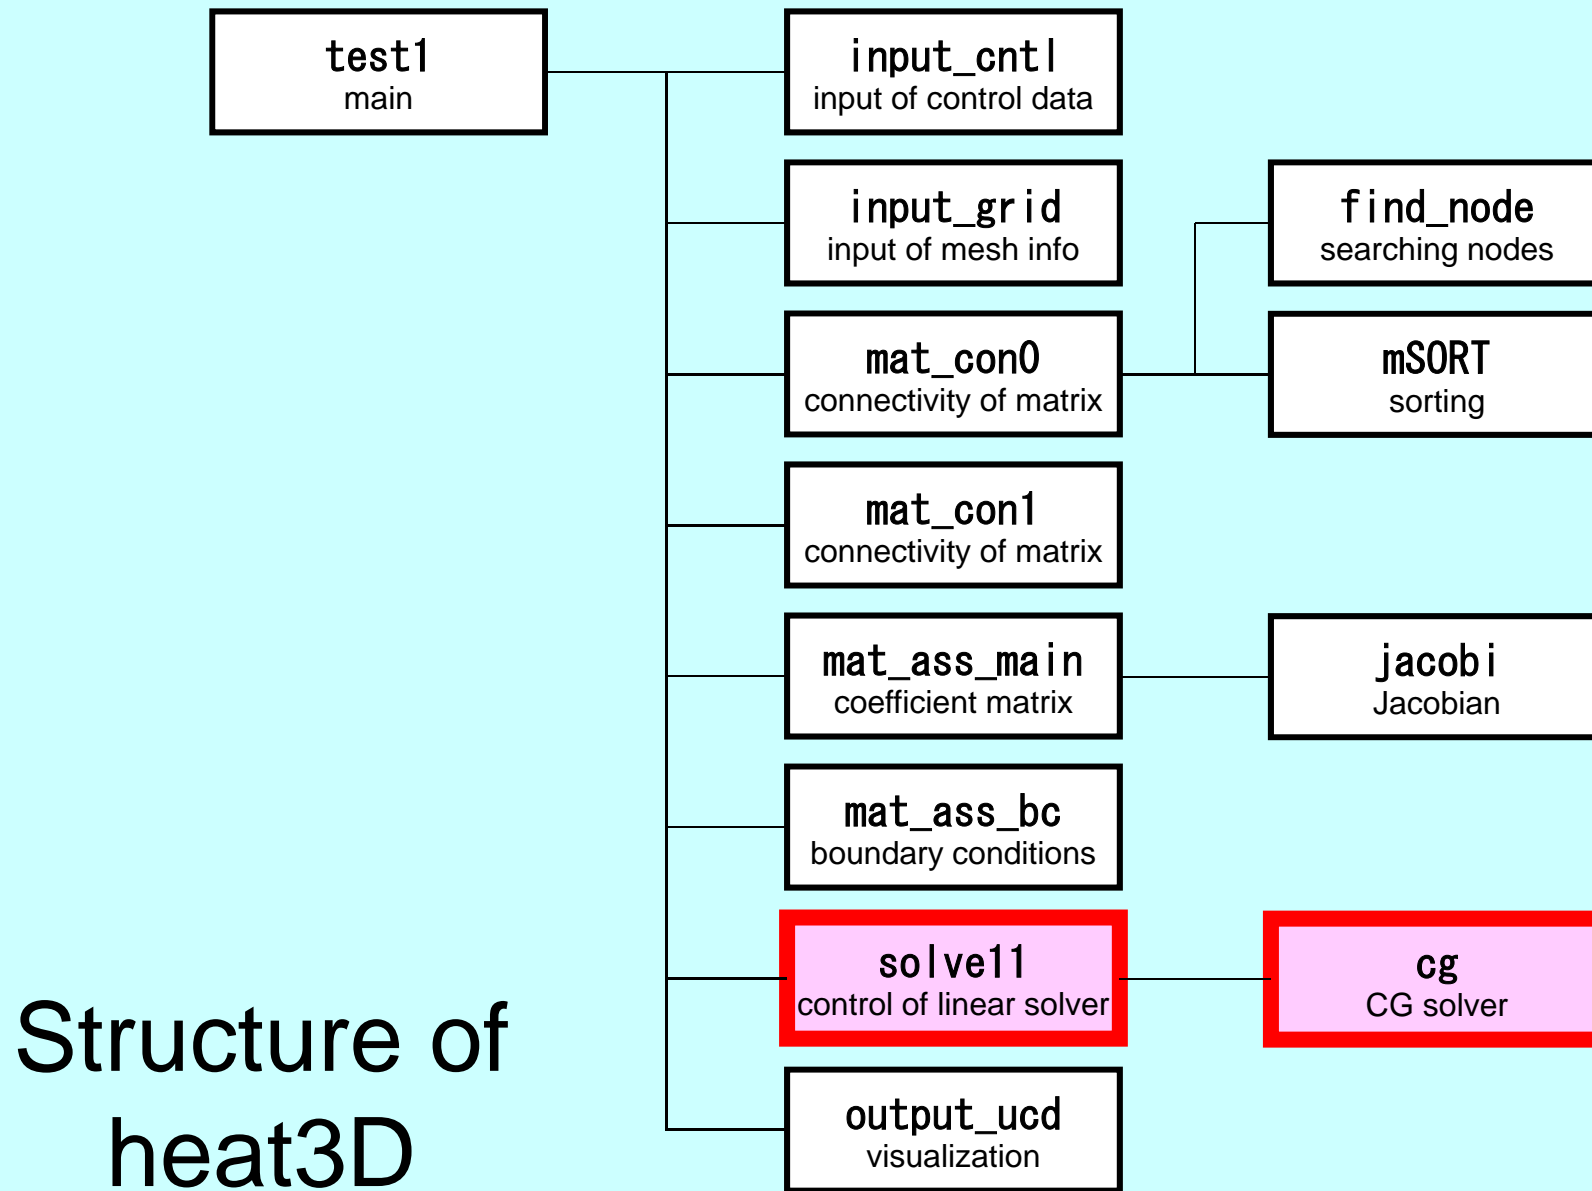 test1
main
input_cntl
input of control data
input_grid
input of mesh info
find_node
searching nodes
mat_con0
connectivity of matrix
mSORT
sorting
mat_con1
connectivity of matrix
mat_ass_main
coefficient matrix
jacobi
Jacobian
mat_ass_bc
boundary conditions
solve11
control of linear solver
cg
CG solver
output_ucd
visualization
Structure of
heat3D